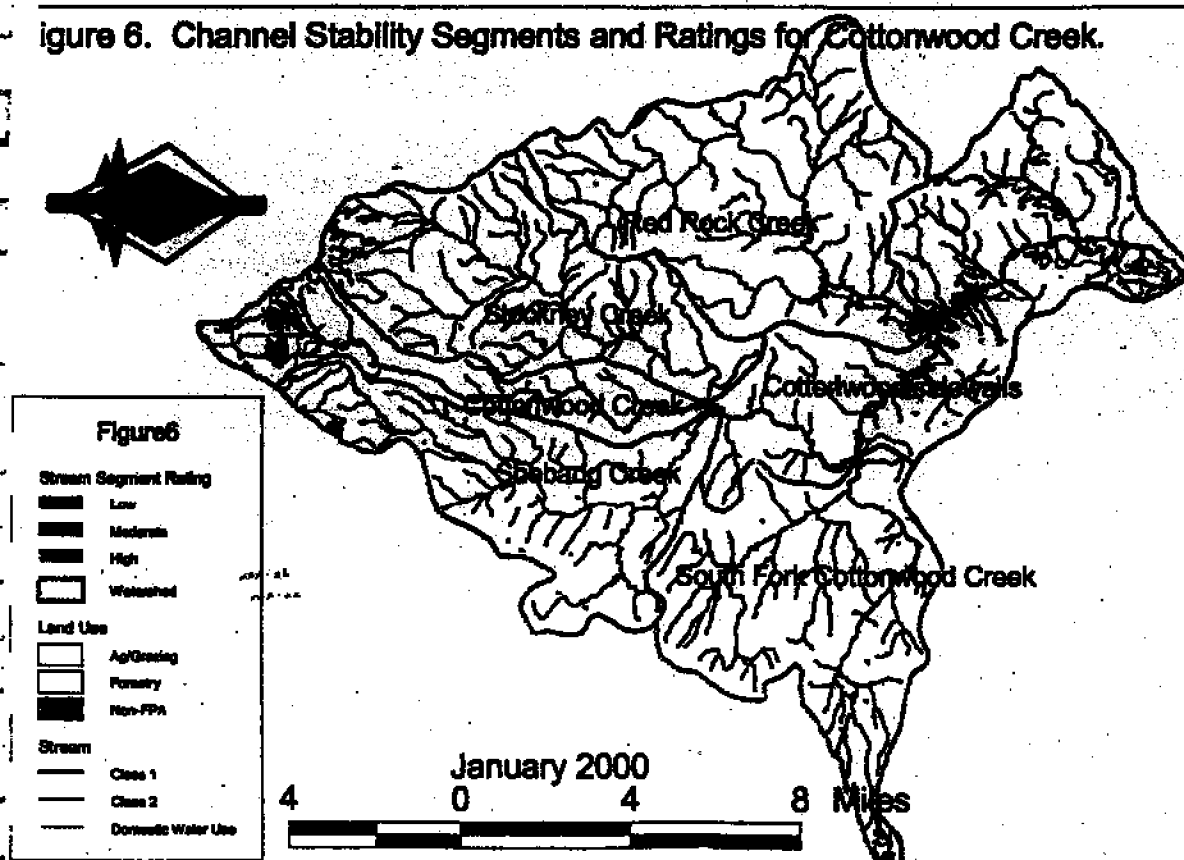 igure 6. Channel Stability Segments and Ratings for Cottonwood Creek.
Red Rock Creek
Stockney Creek
Cottonwood Creek
Shebang Creek
South Fork Cottonwood Creek
Figure6
Stream Segment Rating
Low
Moderate
High
Watershed
Land Use
Ag/Grazing
Forestry
Non-FPA
Stream
Class 1
Class 2
Domestic Water Use
January 2000
4 0 4 8 Miles